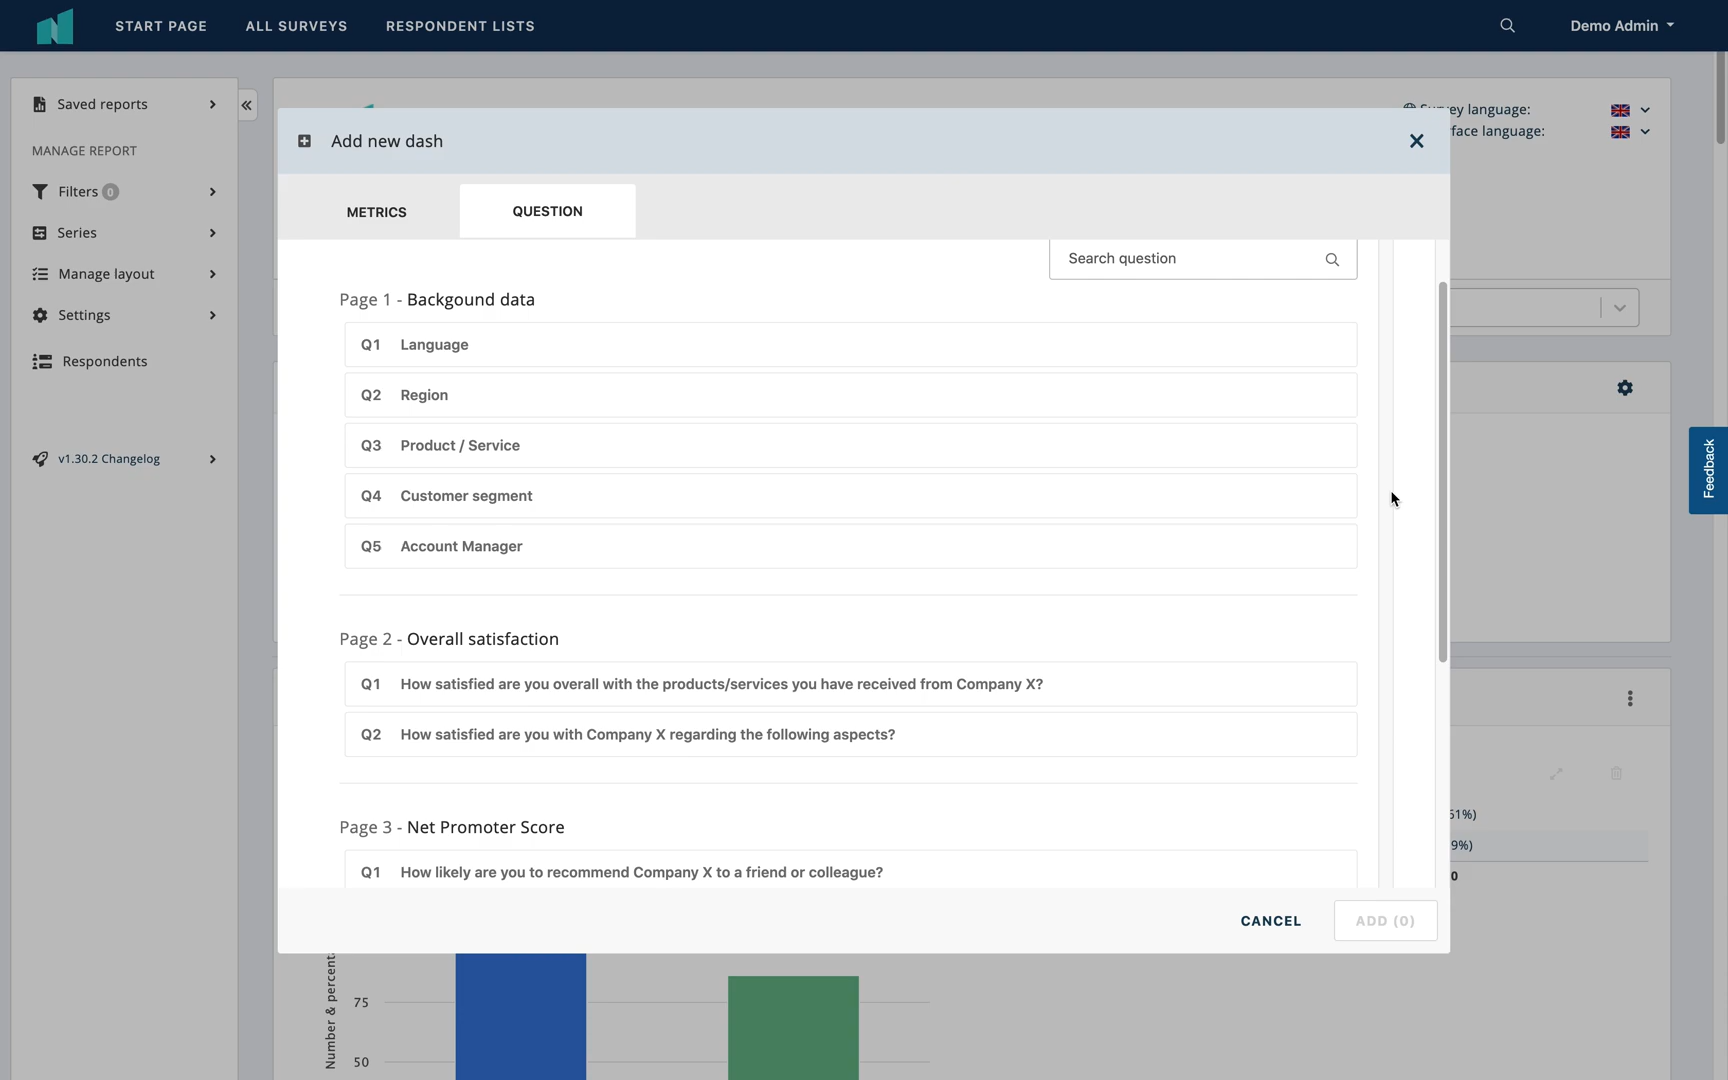 START PAGE
ALL SURVEYS
RESPONDENT LISTS
Demo Admin
Saved reports
MANAGE REPORT
Filters 0
Series
Manage layout
Settings
Respondents
v1.30.2 Changelog
ey language:
face language:
Add new dash
METRICS
QUESTION
Search question
Page 1 - Backgound data
Q1 Language
Q2 Region
Q3 Product / Service
Q4 Customer segment
Q5 Account Manager
Page 2 - Overall satisfaction
Q1 How satisfied are you overall with the products/services you have received from Company X?
Q2 How satisfied are you with Company X regarding the following aspects?
Page 3 - Net Promoter Score
Q1 How likely are you to recommend Company X to a friend or colleague?
CANCEL
ADD (0)
Feedback
51%)
9%)
0
Number & percent
75
50